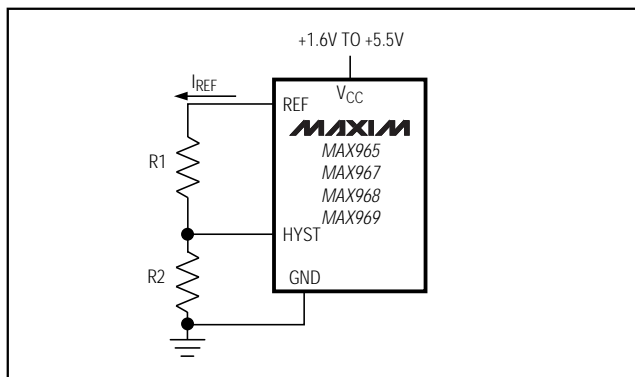 +1.6V TO +5.5V
IREF
VCC
REF
MAXIM
MAX965
R1
MAX967
MAX968
MAX969
HYST
R2
GND